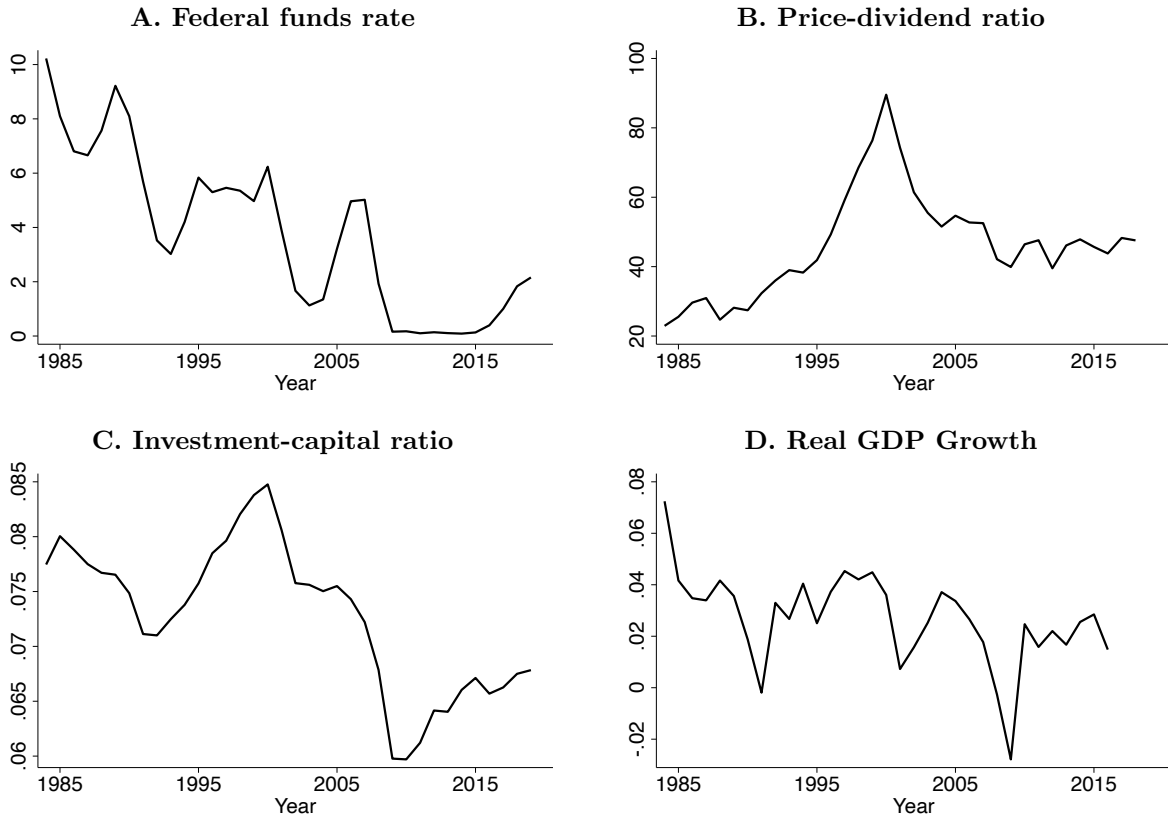 A. Federal funds rate
10
8
6
4
2
0
1985 1995 2005 2015
Year
B. Price-dividend ratio
100
80
60
40
20
1985 1995 2005 2015
Year
C. Investment-capital ratio
.085
.08
.075
.07
.065
.06
1985 1995 2005 2015
Year
D. Real GDP Growth
.08
.06
.04
.02
0
-.02
1985 1995 2005 2015
Year